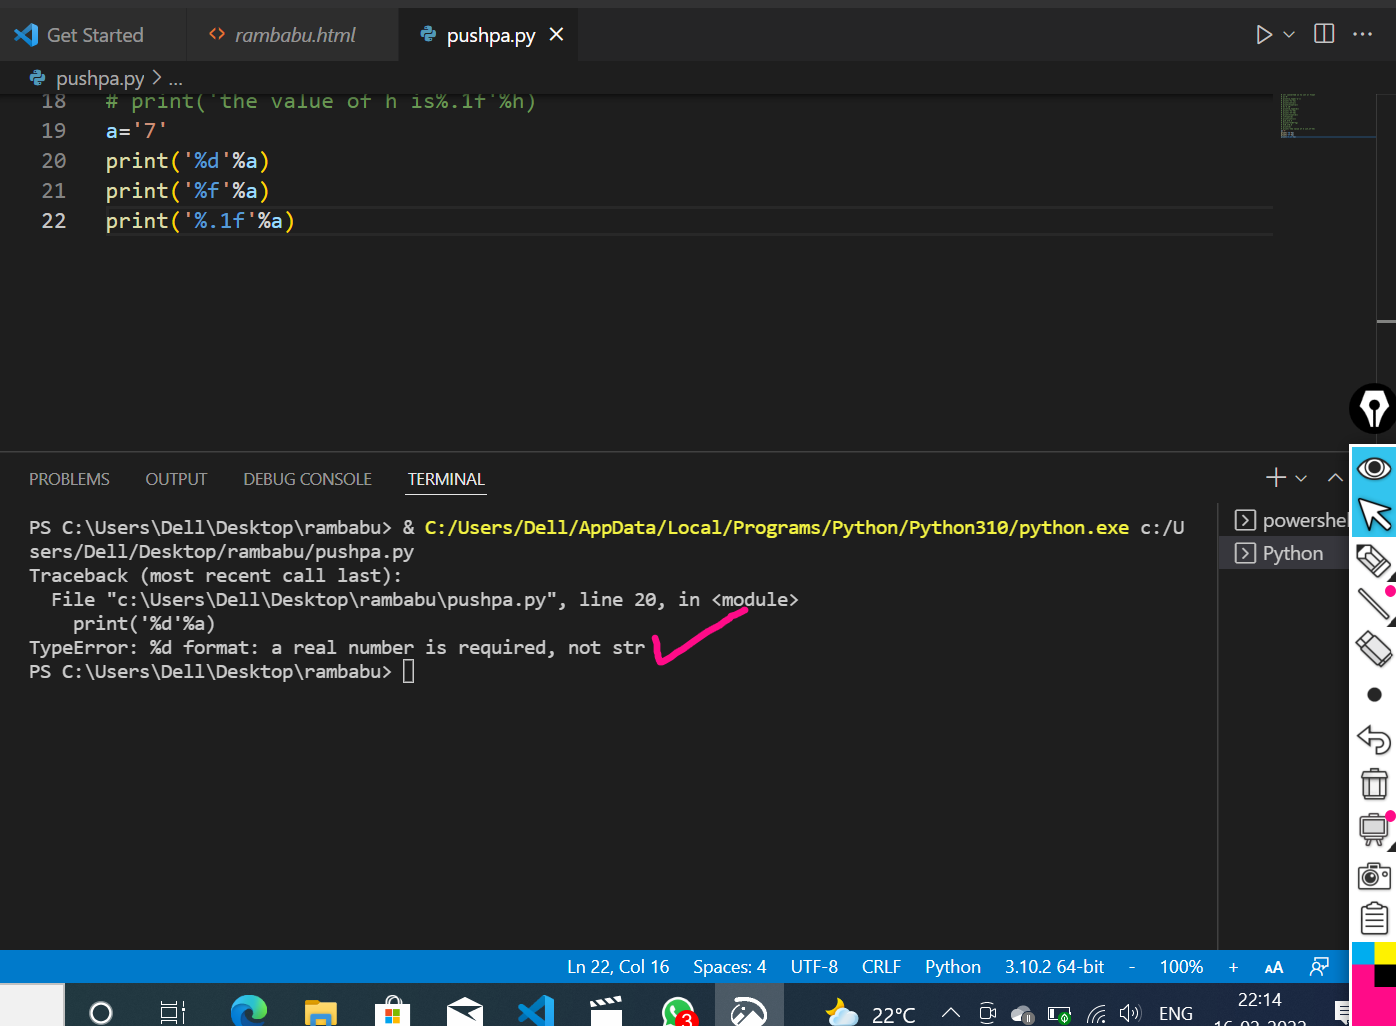 Get Started
rambabu.html
pushpa.py
pushpa.py > ...
18 # print('the value of h is%.1f'%h)
19 a='7'
20 print('%d'%a)
21 print('%f'%a)
22 print('%.1f'%a)
PROBLEMS OUTPUT DEBUG CONSOLE TERMINAL
PS C:\Users\Dell\Desktop\rambabu> & C:/Users/Dell/AppData/Local/Programs/Python/Python310/python.exe c:/U
sers/Dell/Desktop/rambabu/pushpa.py
Traceback (most recent call last):
File "c:\Users\Dell\Desktop\rambabu\pushpa.py", line 20, in <module>
print('%d'%a)
TypeError: %d format: a real number is required, not str
PS C:\Users\Dell\Desktop\rambabu>
powershel
Python
Ln 22, Col 16 Spaces: 4 UTF-8 CRLF Python 3.10.2 64-bit - 100% + AA
3
22°C
ENG
22:14